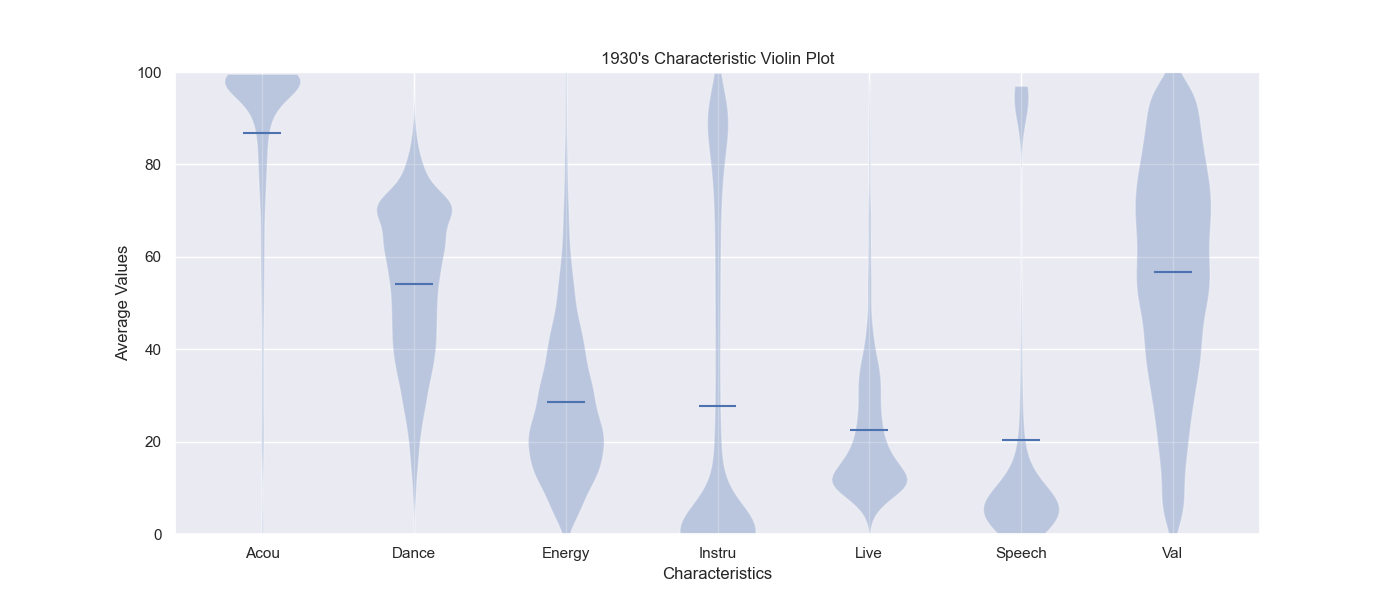 1930's Characteristic Violin Plot
100
80
60
40
20
0
Average Values
Acou Dance Energy Instru Live Speech Val
Characteristics